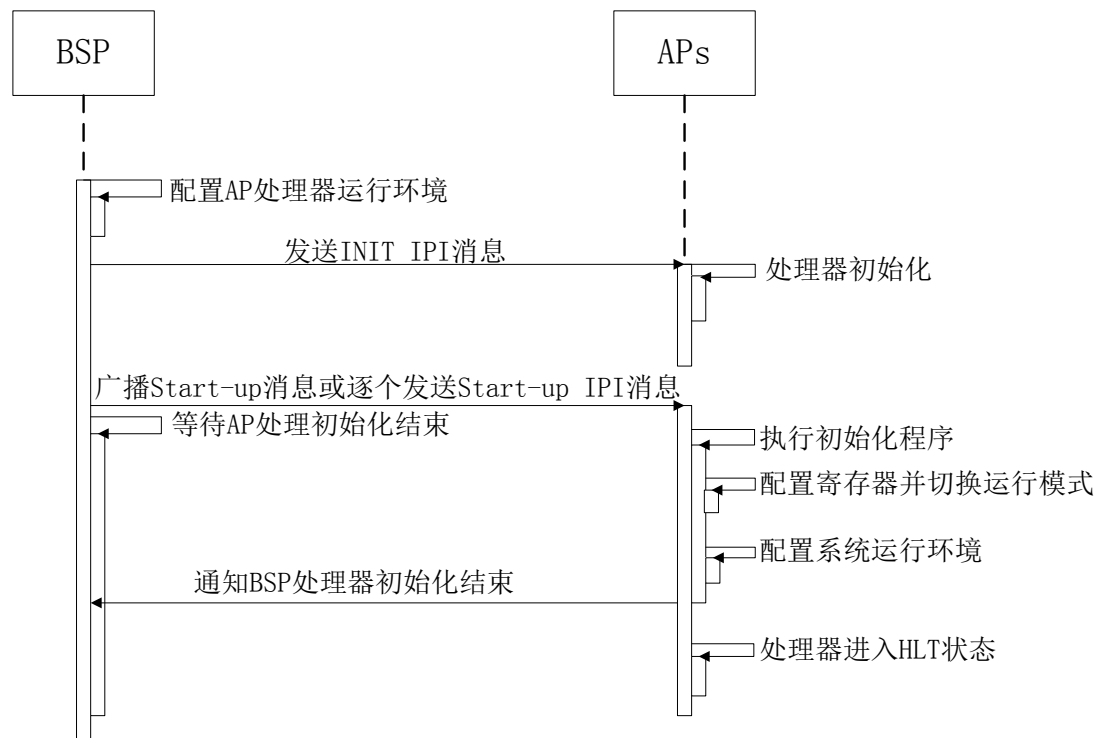 BSP
APs
配置AP处理器运行环境
发送INIT IPI消息
处理器初始化
广播Start-up消息或逐个发送Start-up IPI消息
等待AP处理初始化结束
执行初始化程序
配置寄存器并切换运行模式
配置系统运行环境
通知BSP处理器初始化结束
处理器进入HLT状态